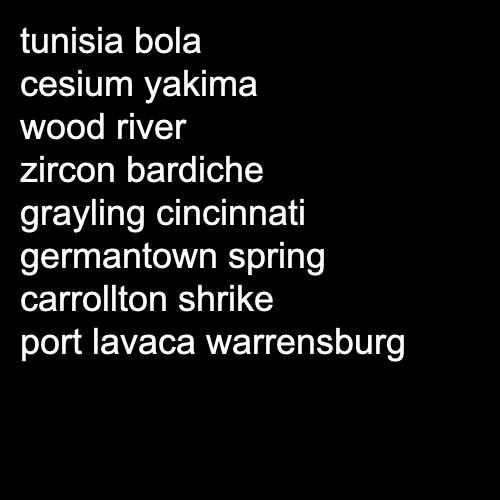 tunisia bola
cesium yakima
wood river
zircon bardiche
grayling cincinnati
germantown spring
carrollton shrike
port lavaca warrensburg